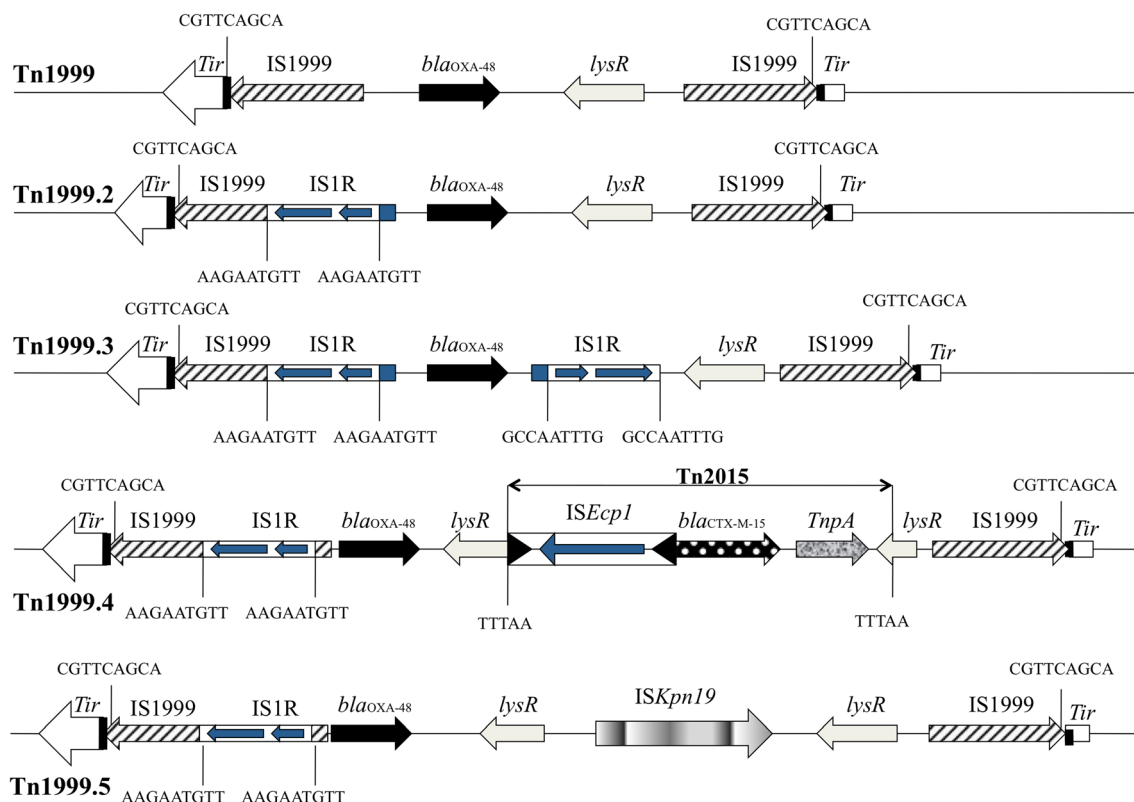 CGTTCAGCA CGTTCAGCA
Tn1999 Tir IS1999 blaOXA-48 lysR IS1999 Tir
CGTTCAGCA CGTTCAGCA
Tn1999.2 Tir IS1999 IS1R blaOXA-48 lysR IS1999 Tir
AAGAATGTT AAGAATGTT
CGTTCAGCA CGTTCAGCA
Tn1999.3 Tir IS1999 IS1R blaOXA-48 IS1R lysR IS1999 Tir
AAGAATGTT AAGAATGTT GCCAATTTG GCCAATTTG
Tn2015
CGTTCAGCA CGTTCAGCA
Tir IS1999 IS1R blaOXA-48 lysR ISEcp1 blaCTX-M-15 TnpA lysR IS1999 Tir
Tn1999.4 AAGAATGTT AAGAATGTT TTTAA TTTAA
CGTTCAGCA CGTTCAGCA
Tir IS1999 IS1R blaOXA-48 lysR ISKpn19 lysR IS1999 Tir
Tn1999.5 AAGAATGTT AAGAATGTT